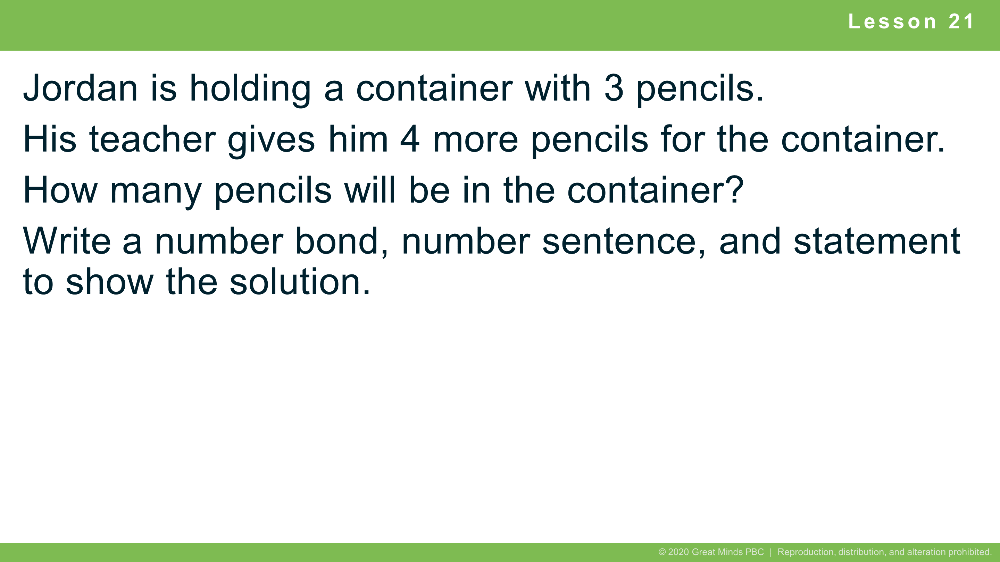 Lesson 21
Jordan is holding a container with 3 pencils.
His teacher gives him 4 more pencils for the container.
How many pencils will be in the container?
Write a number bond, number sentence, and statement
to show the solution.
© 2020 Great Minds PBC | Reproduction, distribution, and alteration prohibited.